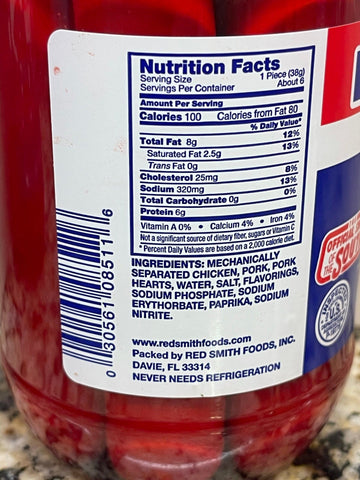 Nutrition Facts
Serving Size 1 Piece (38g)
Servings Per Container About 6
Amount Per Serving
Calories 100 Calories from Fat 80
% Daily Value*
Total Fat 8g 12%
Saturated Fat 2.5g 13%
Trans Fat 0g
Cholesterol 25mg 8%
Sodium 320mg 13%
Total Carbohydrate 0g 0%
Protein 6g
Vitamin A 0% • Calcium 4% • Iron 4%
Not a significant source of dietary fiber, sugars or Vitamin C
* Percent Daily Values are based on a 2,000 calorie diet.
INGREDIENTS: MECHANICALLY
SEPARATED CHICKEN, PORK, PORK
HEARTS, WATER, SALT, FLAVORINGS,
SODIUM PHOSPHATE, SODIUM
ERYTHORBATE, PAPRIKA, SODIUM
NITRITE.
www.redsmithfoods.com
Packed by RED SMITH FOODS, INC.
DAVIE, FL 33314
NEVER NEEDS REFRIGERATION
0 30561 08511 6
OF THE